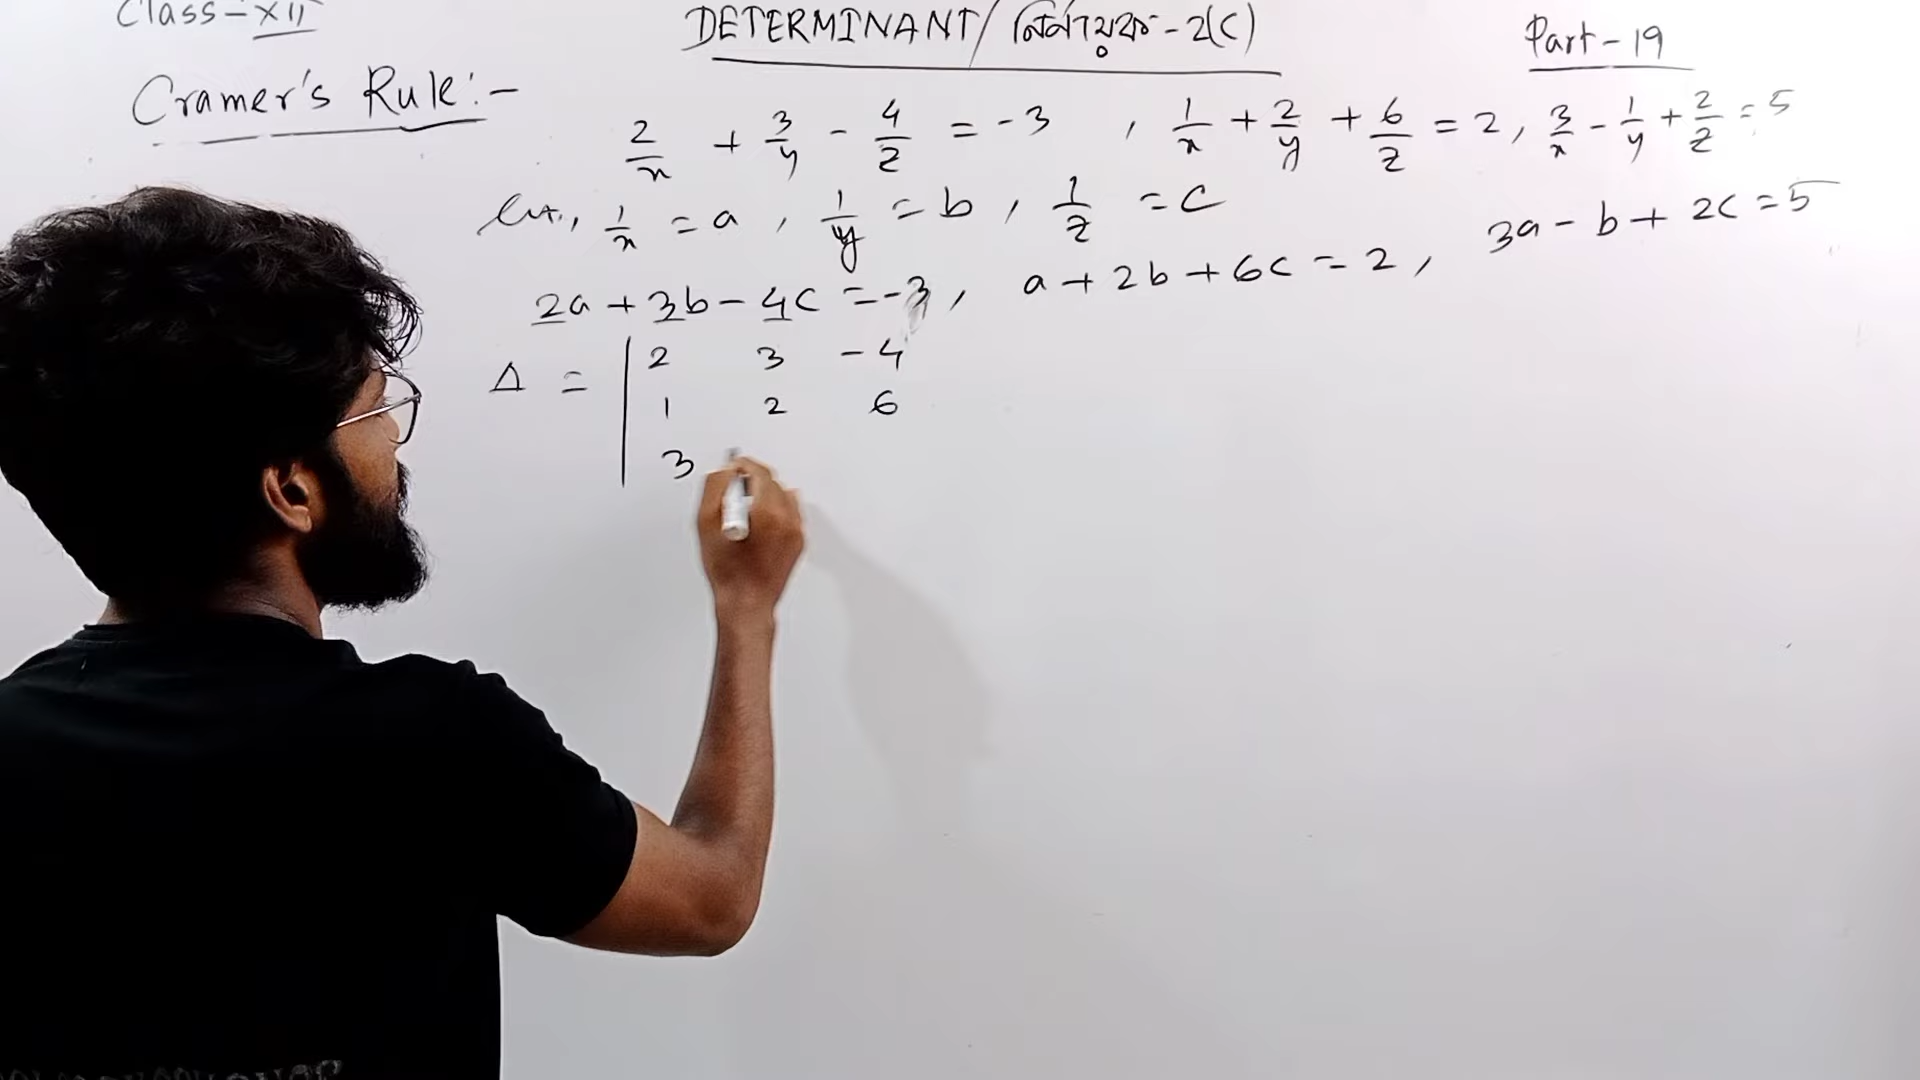 Class-XII
DETERMINANT/ ନିର୍ଣ୍ଣାୟକ - 2(C)
Part-19
Cramer's Rule:-
2/x + 3/y - 4/z = -3 , 1/x + 2/y + 6/z = 2, 3/x - 1/y + 2/z = 5
Let, 1/x = a , 1/y = b , 1/z = c
2a + 3b - 4c = -3 , a + 2b + 6c = 2 , 3a - b + 2c = 5
Δ = | 2 3 -4
1 2 6
3